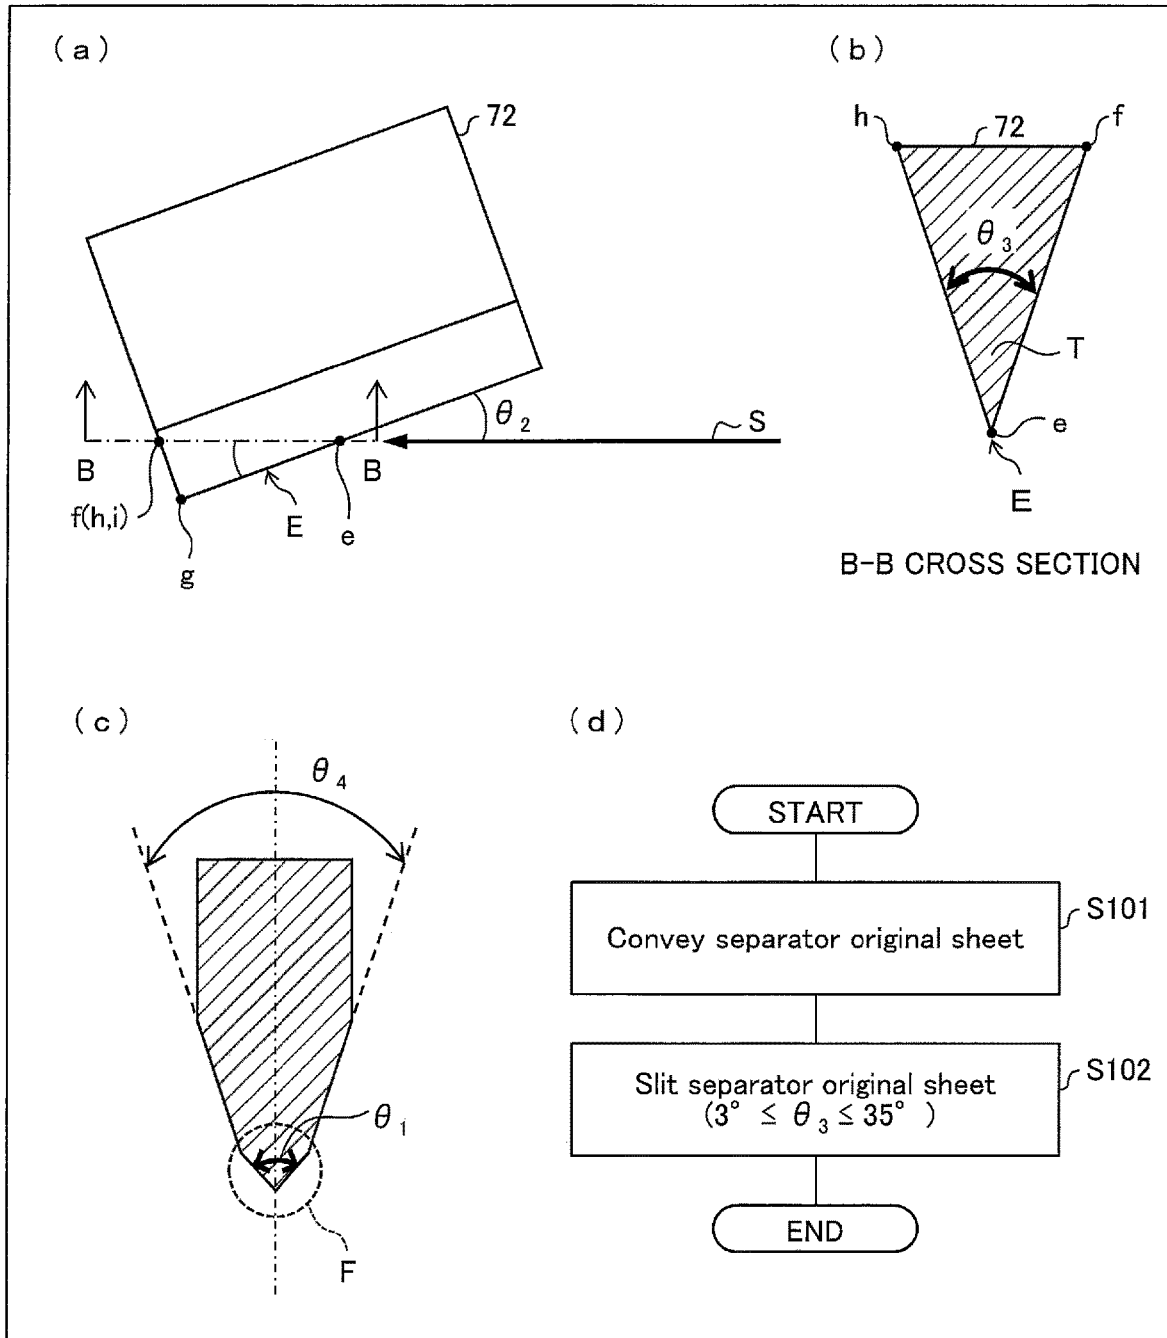 (a)
72
θ2
S
B
B
E
e
f(h,i)
g
(b)
h
72
f
θ3
T
e
E
B-B CROSS SECTION
(c)
θ4
θ1
F
(d)
START
Convey separator original sheet
S101
Slit separator original sheet
(3° ≦ θ3 ≦ 35° )
S102
END